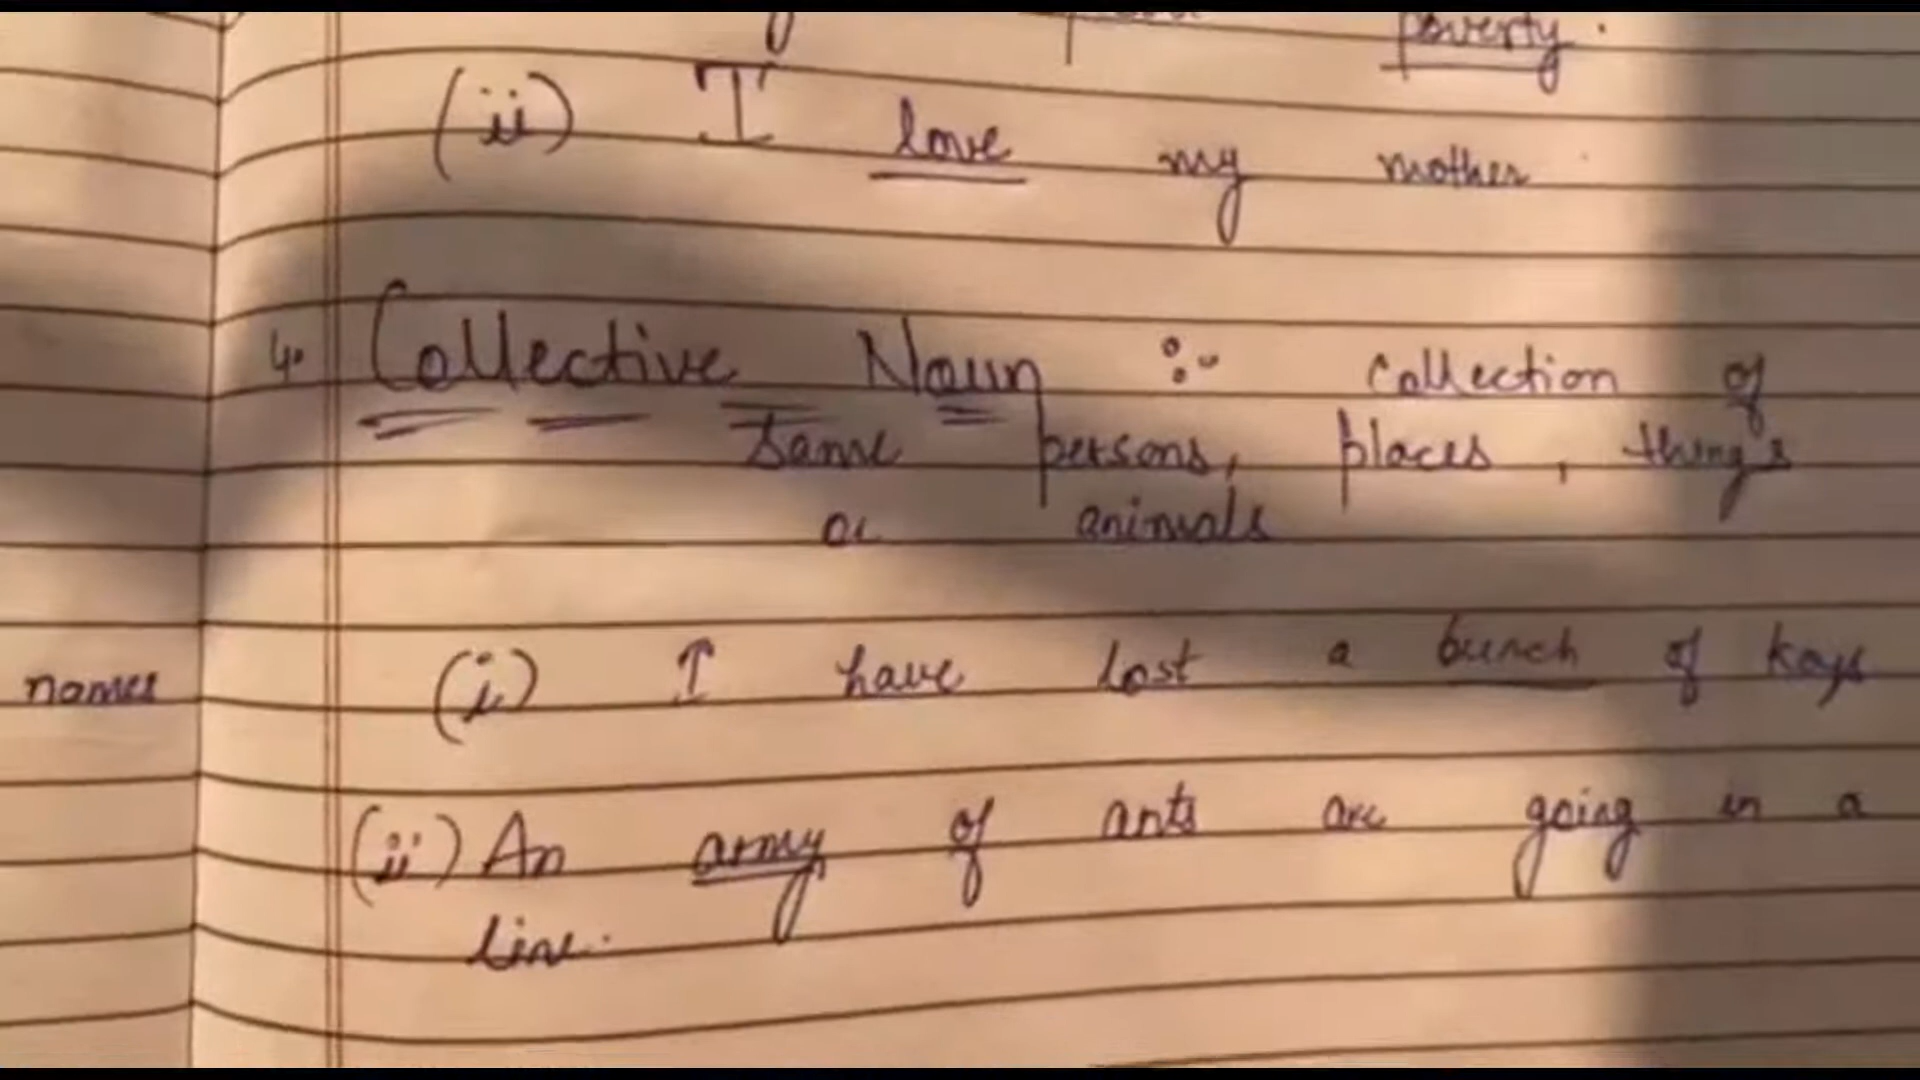 poverty.
(ii) I love my mother.
4. Collective Noun :- Collection of
same persons, places, thing's
or animals
names
(i) I have lost a bunch of keys
(ii) An army of ants are going in a
line.